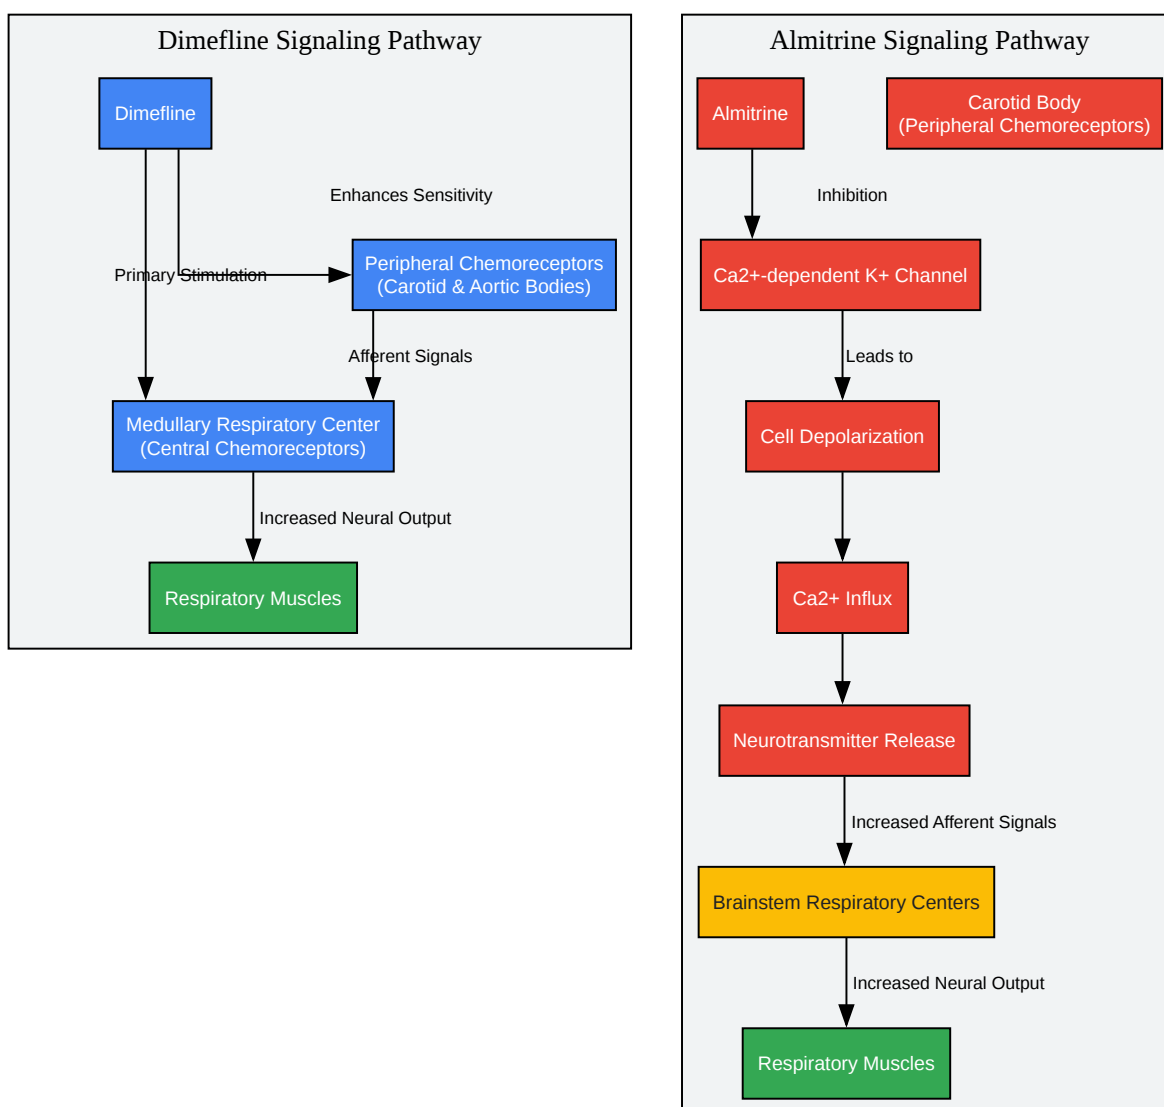 Dimefline Signaling Pathway
Dimefline
Enhances Sensitivity
Primary Stimulation
Peripheral Chemoreceptors
(Carotid & Aortic Bodies)
Afferent Signals
Medullary Respiratory Center
(Central Chemoreceptors)
Increased Neural Output
Respiratory Muscles
Almitrine Signaling Pathway
Almitrine
Carotid Body
(Peripheral Chemoreceptors)
Inhibition
Ca2+-dependent K+ Channel
Leads to
Cell Depolarization
Ca2+ Influx
Neurotransmitter Release
Increased Afferent Signals
Brainstem Respiratory Centers
Increased Neural Output
Respiratory Muscles